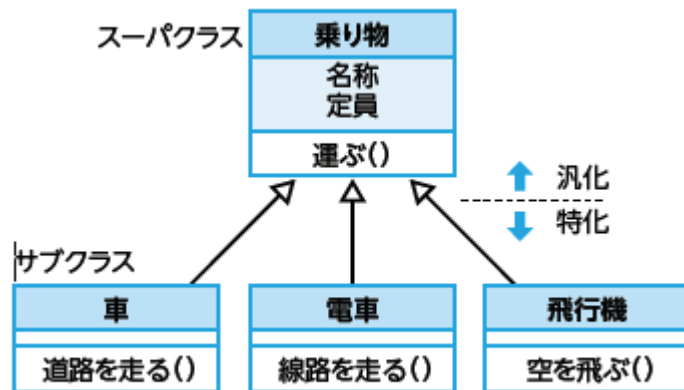 スーパクラス
乗り物
名称
定員
運ぶ()
汎化
特化
サブクラス
車
電車
飛行機
道路を走る()
線路を走る()
空を飛ぶ()